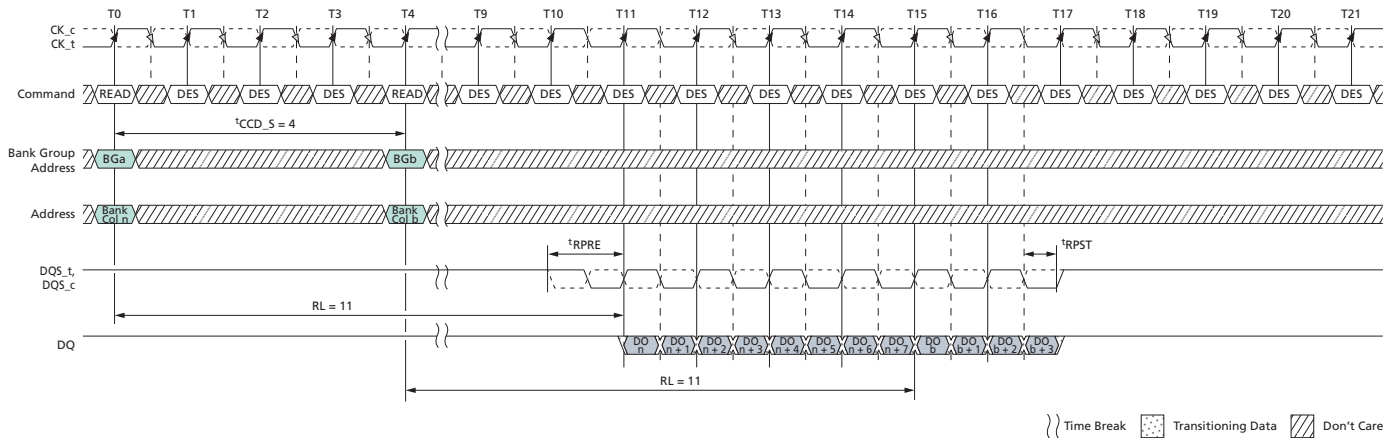 T0 T1 T2 T3 T4 T9 T10 T11 T12 T13 T14 T15 T16 T17 T18 T19 T20 T21
CK_c
CK_t
Command READ DES DES DES READ DES DES DES DES DES DES DES DES DES DES DES DES DES
tCCD_S = 4
Bank Group
Address
BGa BGb
Address
Bank
Col n
Bank
Col b
tRPRE tRPST
DQS_t,
DQS_c
RL = 11
DQ
DO
n
DO
n + 1
DO
n + 2
DO
n + 3
DO
n + 4
DO
n + 5
DO
n + 6
DO
n + 7
DO
b
DO
b + 1
DO
b + 2
DO
b + 3
RL = 11
Time Break Transitioning Data Don't Care